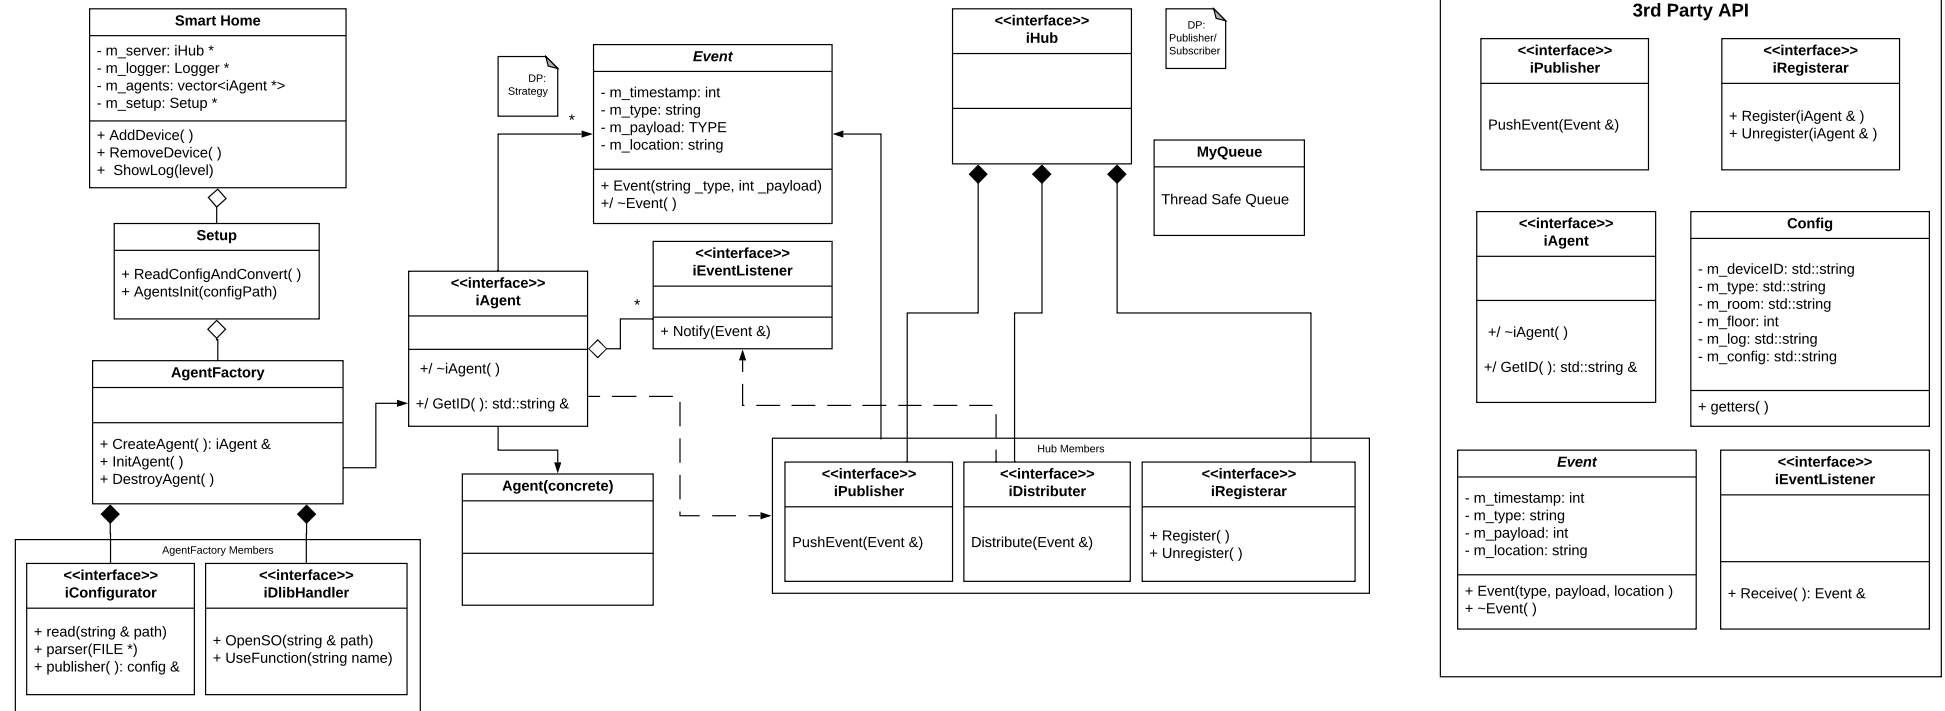 Smart Home
- m_server: iHub *
- m_logger: Logger *
- m_agents: vector<iAgent *>
- m_setup: Setup *
+ AddDevice( )
+ RemoveDevice( )
+  ShowLog(level)
Setup
+ ReadConfigAndConvert( )
+ AgentsInit(configPath)
AgentFactory
+ CreateAgent( ): iAgent &
+ InitAgent( )
+ DestroyAgent( )
AgentFactory Members
<<interface>>
iConfigurator
+ read(string & path)
+ parser(FILE *)
+ publisher( ): config &
<<interface>>
iDlibHandler
+ OpenSO(string & path)
+ UseFunction(string name)
DP:
Strategy
*
Event
- m_timestamp: int
- m_type: string
- m_payload: TYPE
- m_location: string
+ Event(string _type, int _payload)
+/ ~Event( )
<<interface>>
iAgent
+/ ~iAgent( )
+/ GetID( ): std::string &
*
<<interface>>
iEventListener
+ Notify(Event &)
Agent(concrete)
<<interface>>
iHub
DP:
Publisher/
Subscriber
MyQueue
Thread Safe Queue
Hub Members
<<interface>>
iPublisher
PushEvent(Event &)
<<interface>>
iDistributer
Distribute(Event &)
<<interface>>
iRegisterar
+ Register( )
+ Unregister( )
3rd Party API
<<interface>>
iPublisher
PushEvent(Event &)
<<interface>>
iRegisterar
+ Register(iAgent & )
+ Unregister(iAgent & )
<<interface>>
iAgent
+/ ~iAgent( )
+/ GetID( ): std::string &
Config
- m_deviceID: std::string
- m_type: std::string
- m_room: std::string
- m_floor: int
- m_log: std::string
- m_config: std::string
+ getters( )
Event
- m_timestamp: int
- m_type: string
- m_payload: int
- m_location: string
+ Event(type, payload, location )
+ ~Event( )
<<interface>>
iEventListener
+ Receive( ): Event &